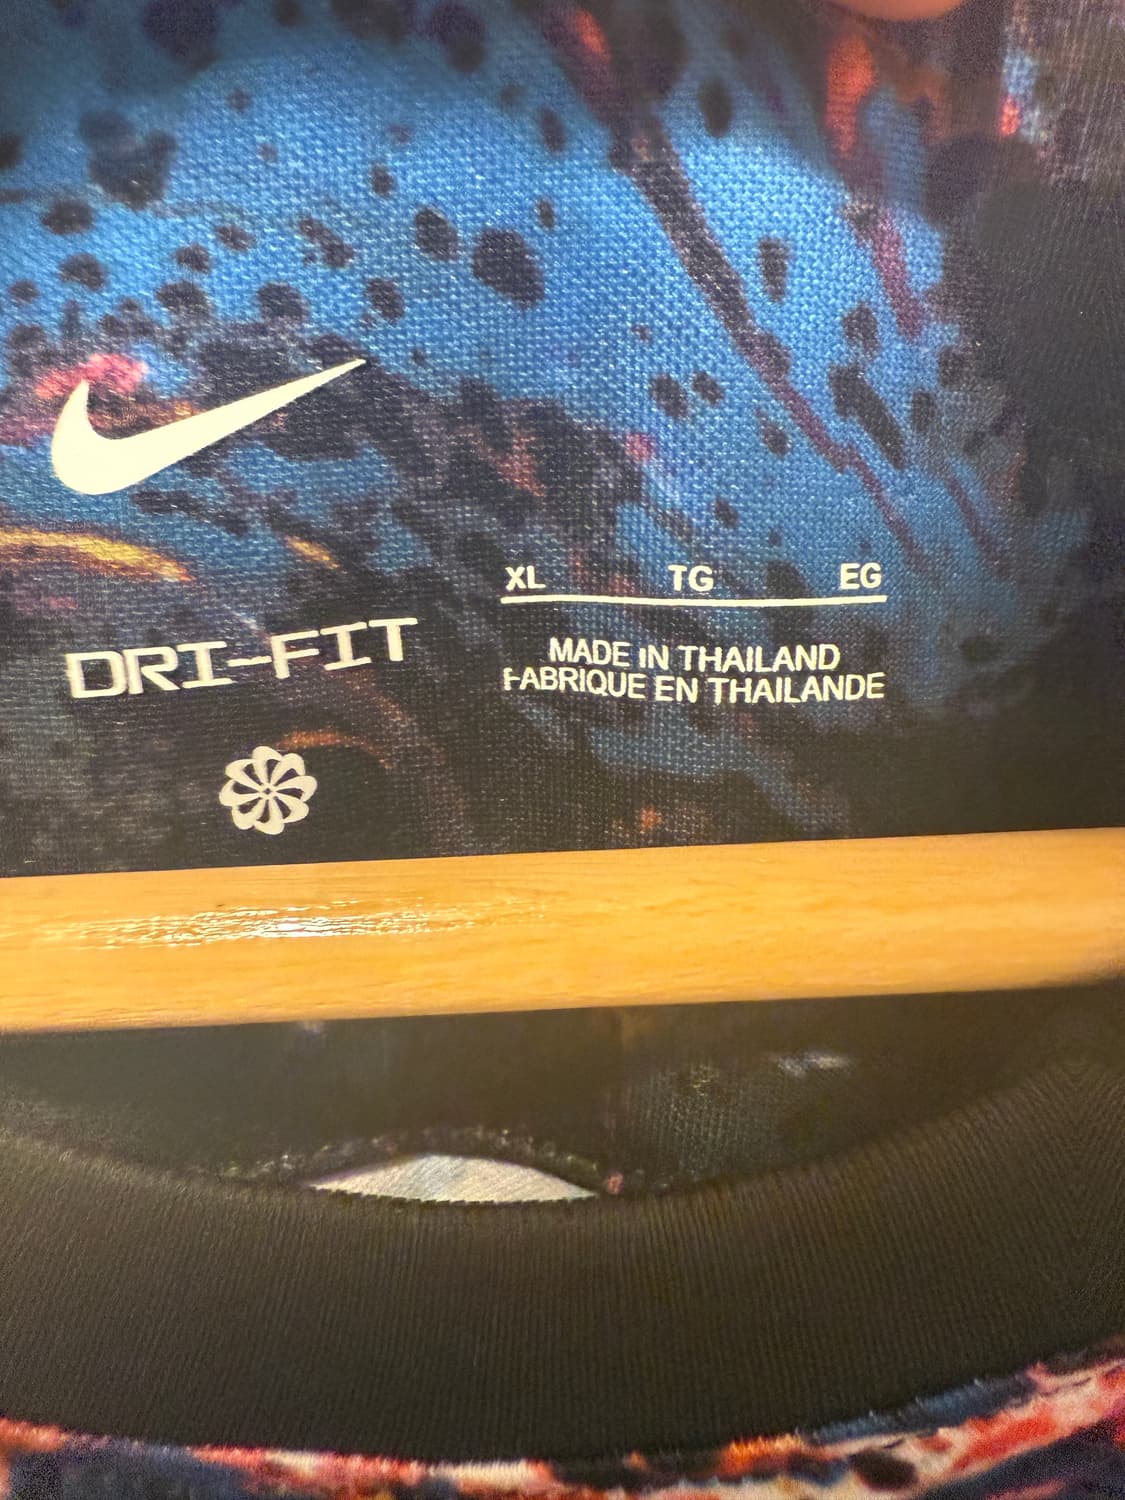 XL TG EG
MADE IN THAILAND
FABRIQUE EN THAILANDE
DRI-FIT